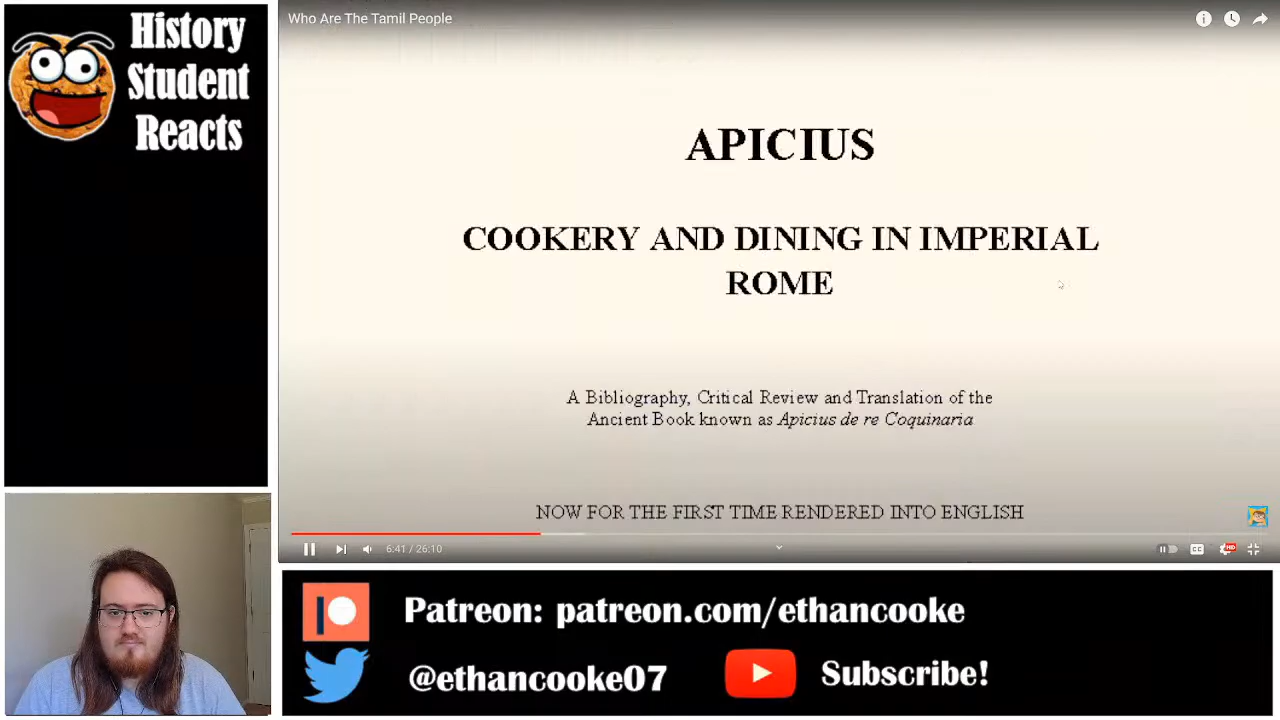 History
Student
Reacts
Who Are The Tamil People
APICIUS
COOKERY AND DINING IN IMPERIAL
ROME
A Bibliography, Critical Review and Translation of the
Ancient Book known as Apicius de re Coquinaria
NOW FOR THE FIRST TIME RENDERED INTO ENGLISH
6:41 / 26:10
CC
HD
Patreon: patreon.com/ethancooke
@ethancooke07
Subscribe!